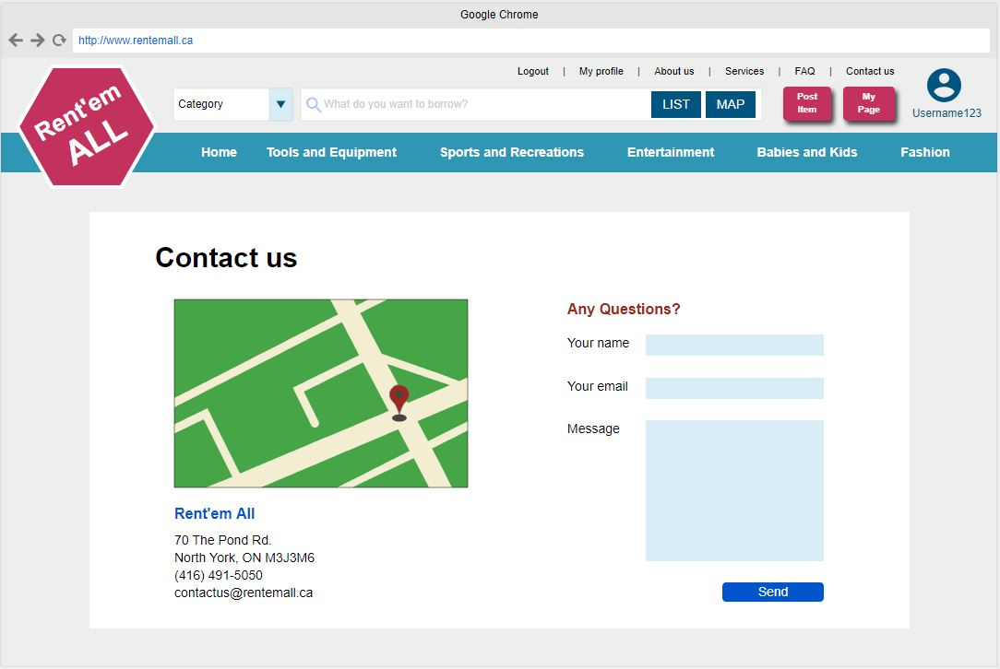 Google Chrome
http://www.rentemall.ca
Logout | My profile | About us | Services | FAQ | Contact us
Rent'em
ALL
Category
What do you want to borrow?
LIST
MAP
Post
Item
My
Page
Username123
Home
Tools and Equipment
Sports and Recreations
Entertainment
Babies and Kids
Fashion
Contact us
Rent'em All
70 The Pond Rd.
North York, ON M3J3M6
(416) 491-5050
contactus@rentemall.ca
Any Questions?
Your name
Your email
Message
Send